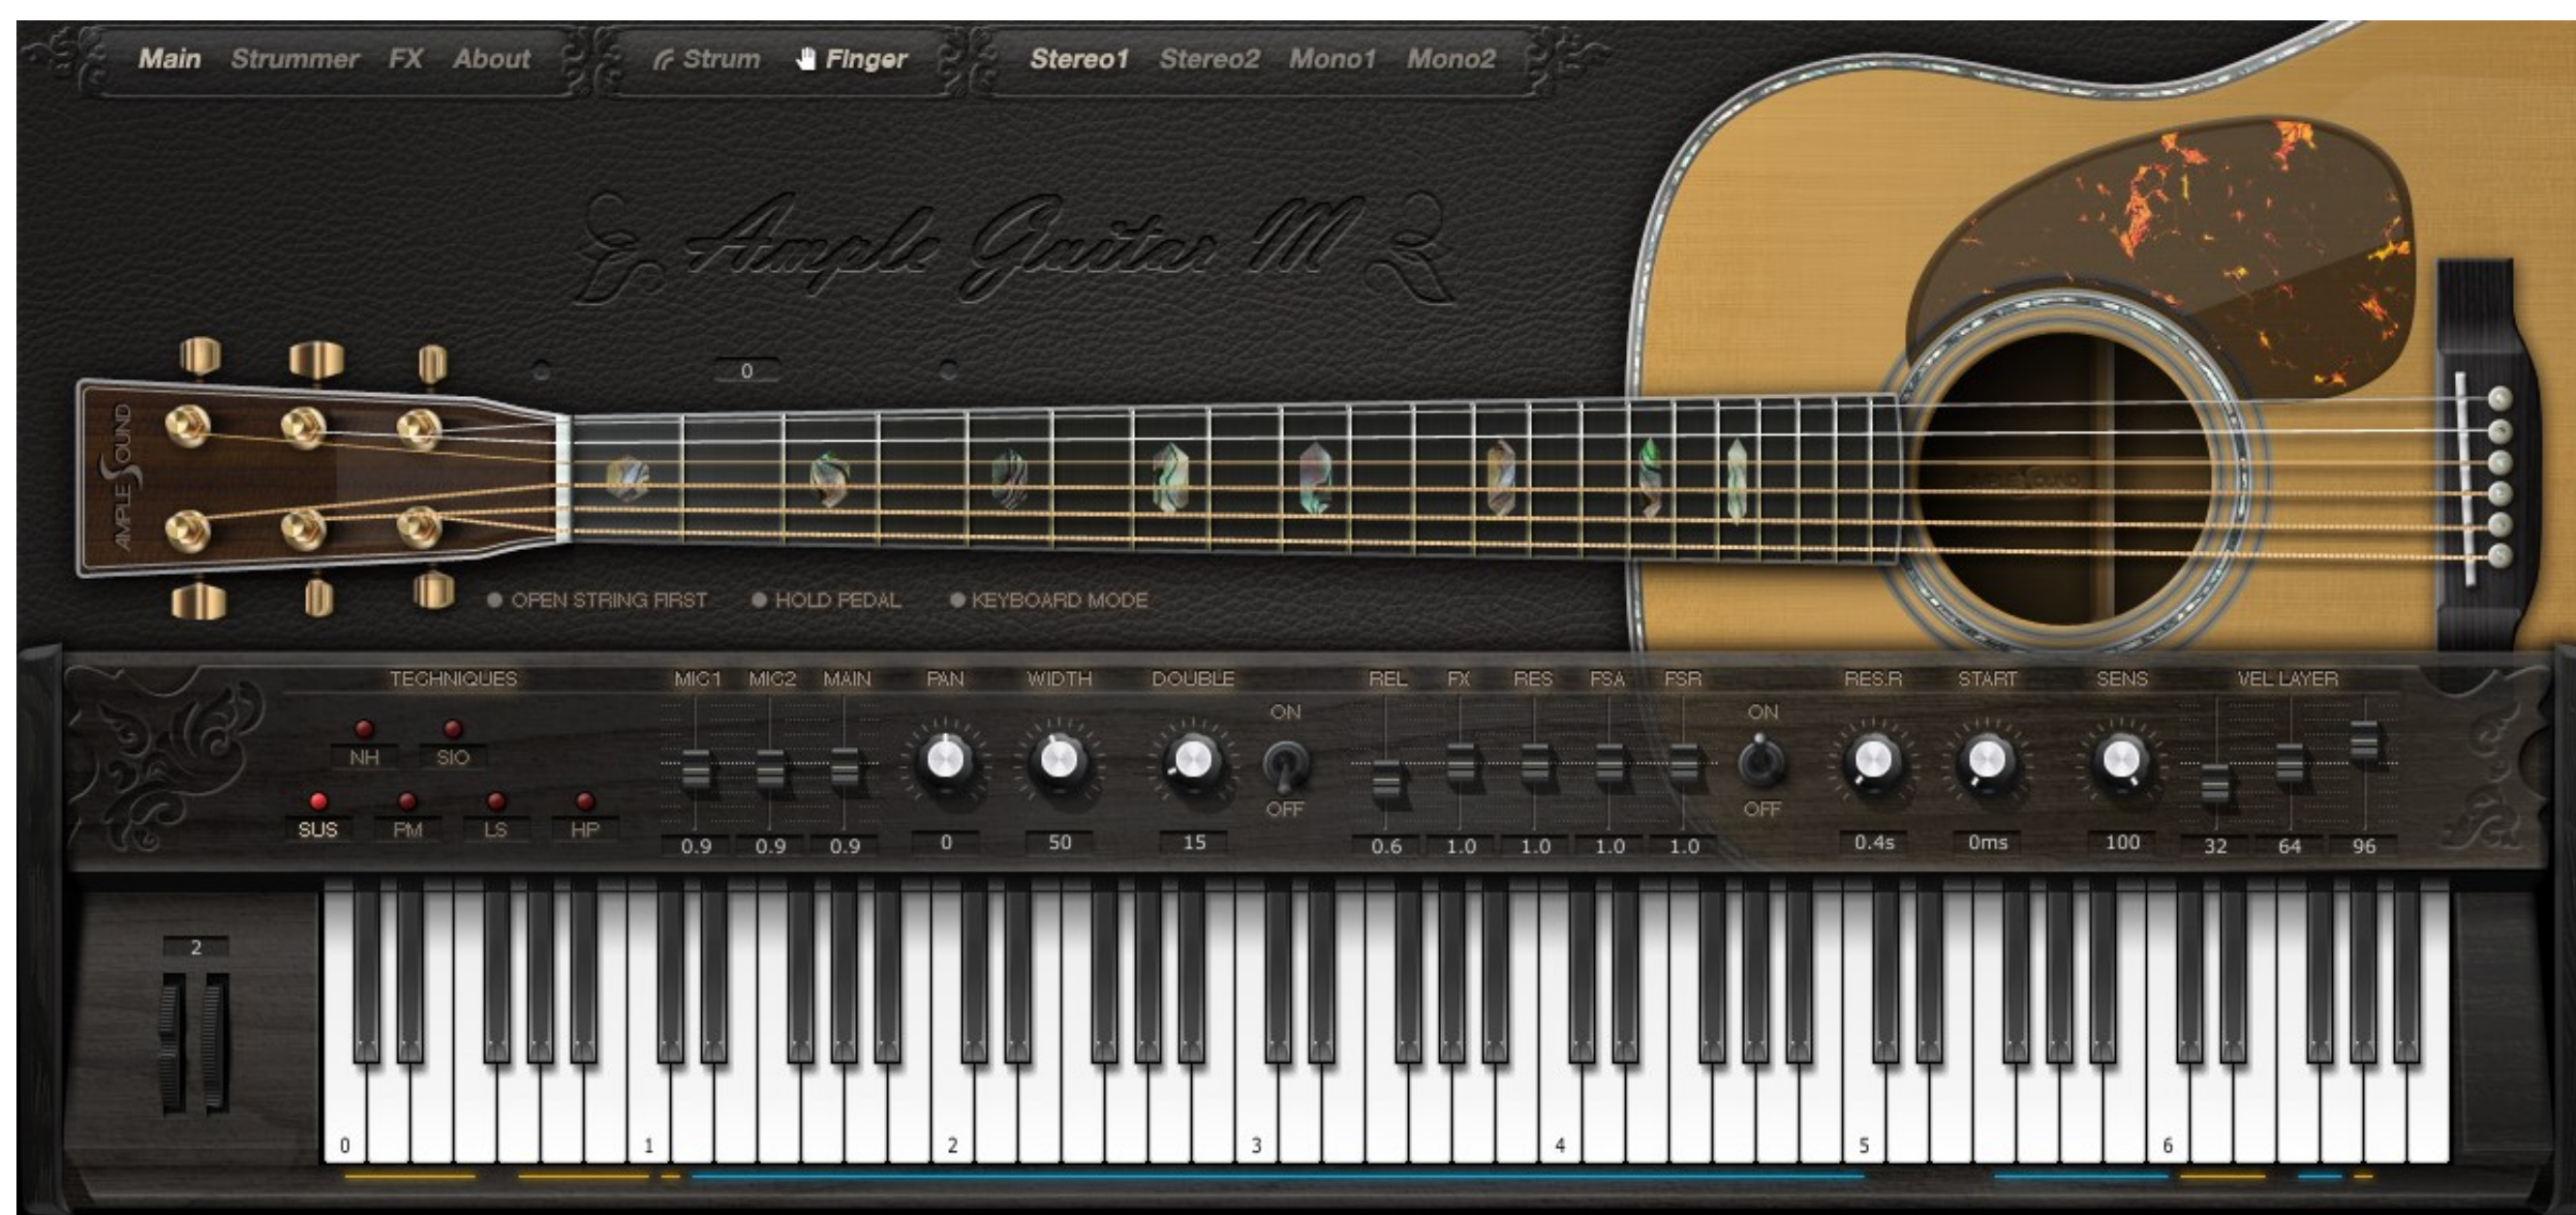 Main Strummer FX About Strum Finger Stereo1 Stereo2 Mono1 Mono2
Ample Guitar M
0
AMPLE SOUND
OPEN STRING FIRST HOLD PEDAL KEYBOARD MODE
TECHNIQUES MIC1 MIC2 MAIN PAN WIDTH DOUBLE REL FX RES FSA FSR RES.R START SENS VEL LAYER
ON ON
NH SIO
OFF OFF
SUS PM LS HP
0.9 0.9 0.9 0 50 15 0.6 1.0 1.0 1.0 1.0 0.4s 0ms 100 32 64 96
2
0 1 2 3 4 5 6